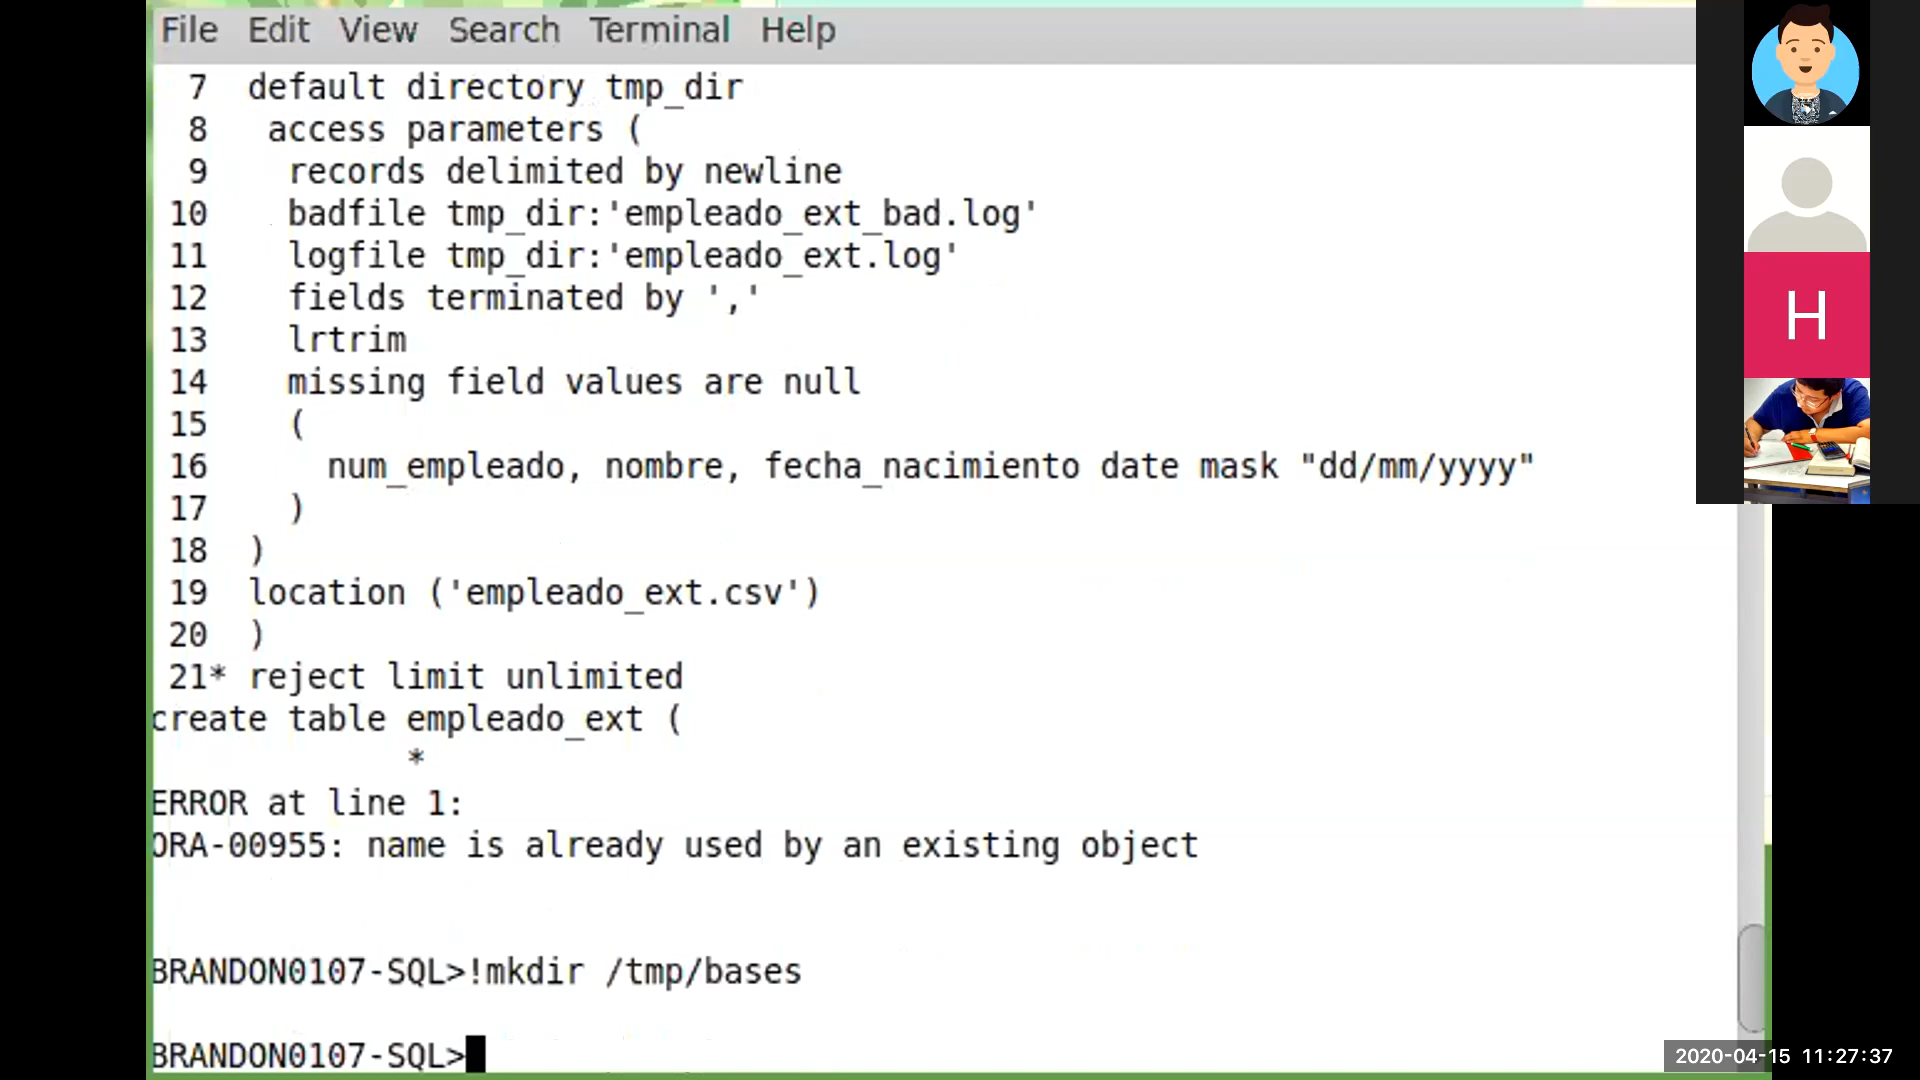 File Edit View Search Terminal Help
7 default directory tmp_dir
8 access parameters (
9 records delimited by newline
10 badfile tmp_dir:'empleado_ext_bad.log'
11 logfile tmp_dir:'empleado_ext.log'
12 fields terminated by ','
13 lrtrim
14 missing field values are null
15 (
16 num_empleado, nombre, fecha_nacimiento date mask "dd/mm/yyyy"
17 )
18 )
19 location ('empleado_ext.csv')
20 )
21* reject limit unlimited
create table empleado_ext (
*
ERROR at line 1:
ORA-00955: name is already used by an existing object
BRANDON0107-SQL>!mkdir /tmp/bases
BRANDON0107-SQL>
H
2020-04-15 11:27:37